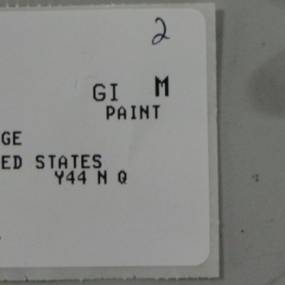 2
GI M
PAINT
GE
ED STATES
Y44 N Q